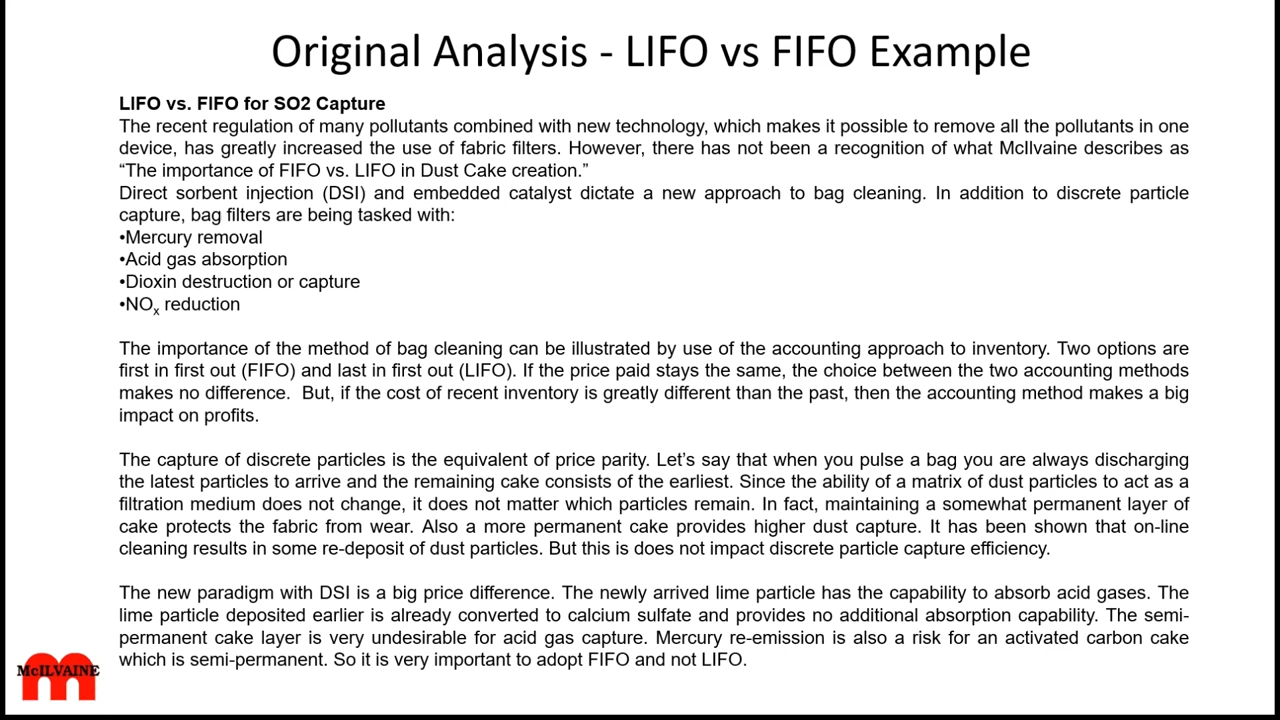 Original Analysis - LIFO vs FIFO Example
LIFO vs. FIFO for SO2 Capture
The recent regulation of many pollutants combined with new technology, which makes it possible to remove all the pollutants in one
device, has greatly increased the use of fabric filters. However, there has not been a recognition of what McIlvaine describes as
“The importance of FIFO vs. LIFO in Dust Cake creation.”
Direct sorbent injection (DSI) and embedded catalyst dictate a new approach to bag cleaning. In addition to discrete particle
capture, bag filters are being tasked with:
•Mercury removal
•Acid gas absorption
•Dioxin destruction or capture
•NOx reduction
The importance of the method of bag cleaning can be illustrated by use of the accounting approach to inventory. Two options are
first in first out (FIFO) and last in first out (LIFO). If the price paid stays the same, the choice between the two accounting methods
makes no difference.  But, if the cost of recent inventory is greatly different than the past, then the accounting method makes a big
impact on profits.
The capture of discrete particles is the equivalent of price parity. Let’s say that when you pulse a bag you are always discharging
the latest particles to arrive and the remaining cake consists of the earliest. Since the ability of a matrix of dust particles to act as a
filtration medium does not change, it does not matter which particles remain. In fact, maintaining a somewhat permanent layer of
cake protects the fabric from wear. Also a more permanent cake provides higher dust capture. It has been shown that on-line
cleaning results in some re-deposit of dust particles. But this is does not impact discrete particle capture efficiency.
The new paradigm with DSI is a big price difference. The newly arrived lime particle has the capability to absorb acid gases. The
lime particle deposited earlier is already converted to calcium sulfate and provides no additional absorption capability. The semi-
permanent cake layer is very undesirable for acid gas capture. Mercury re-emission is also a risk for an activated carbon cake
which is semi-permanent. So it is very important to adopt FIFO and not LIFO.
McILVAINE